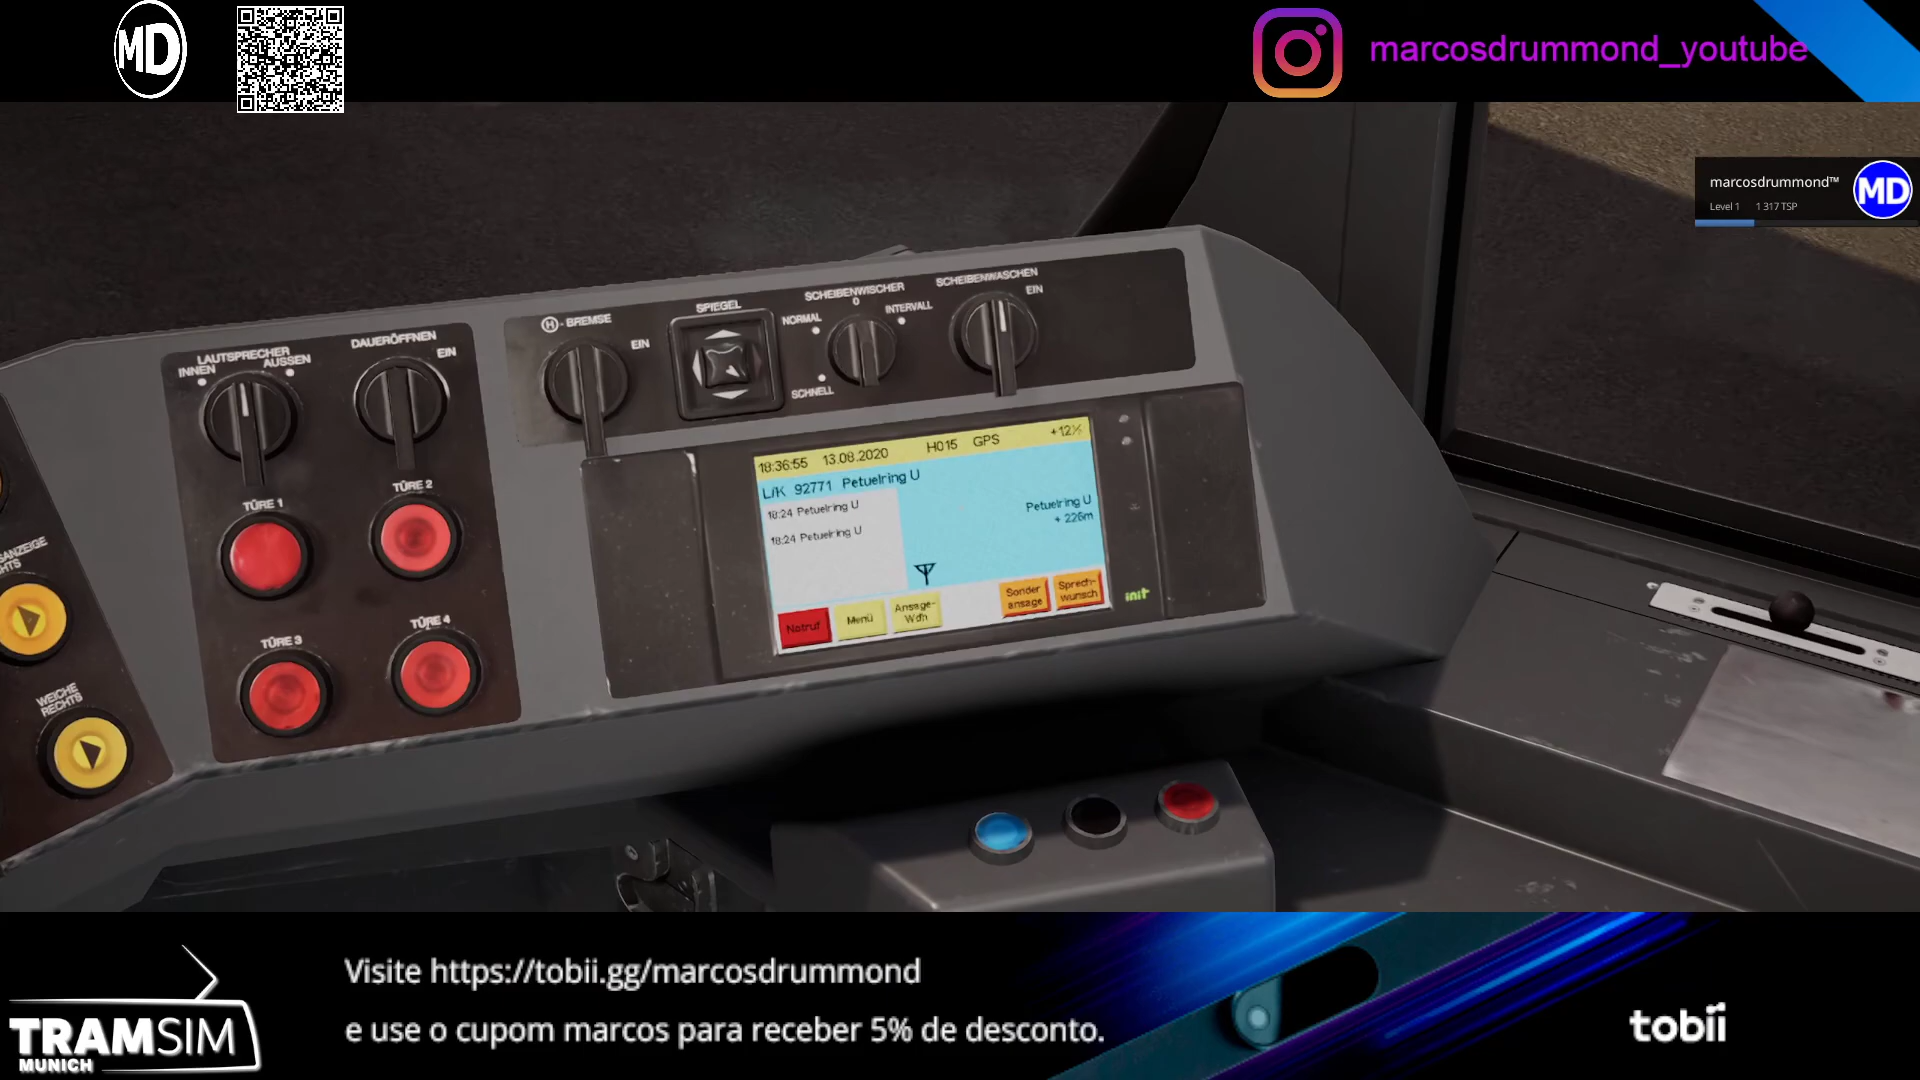 MD
marcosdrummond_youtube
marcosdrummond™
MD
Level 1 1 317 TSP
LAUTSPRECHER
INNEN
AUSSEN
DAUERÖFFNEN
EIN
H - BREMSE
EIN
SPIEGEL
SCHEIBENWISCHER
0
NORMAL
INTERVALL
SCHNELL
SCHEIBENWASCHEN
EIN
TÜRE 1
TÜRE 2
TÜRE 3
TÜRE 4
WEICHE
RECHTS
18:36:55 13.08.2020 H015 GPS
L/K 92771 Petuelring U
18:24 Petuelring U
18:24 Petuelring U
Petuelring U
+ 226m
Notruf
Menü
Ansage-
Wdh
Sonder
ansage
Sprech-
wunsch
init
TRAMSIM
MUNICH
Visite https://tobii.gg/marcosdrummond
e use o cupom marcos para receber 5% de desconto.
tobii